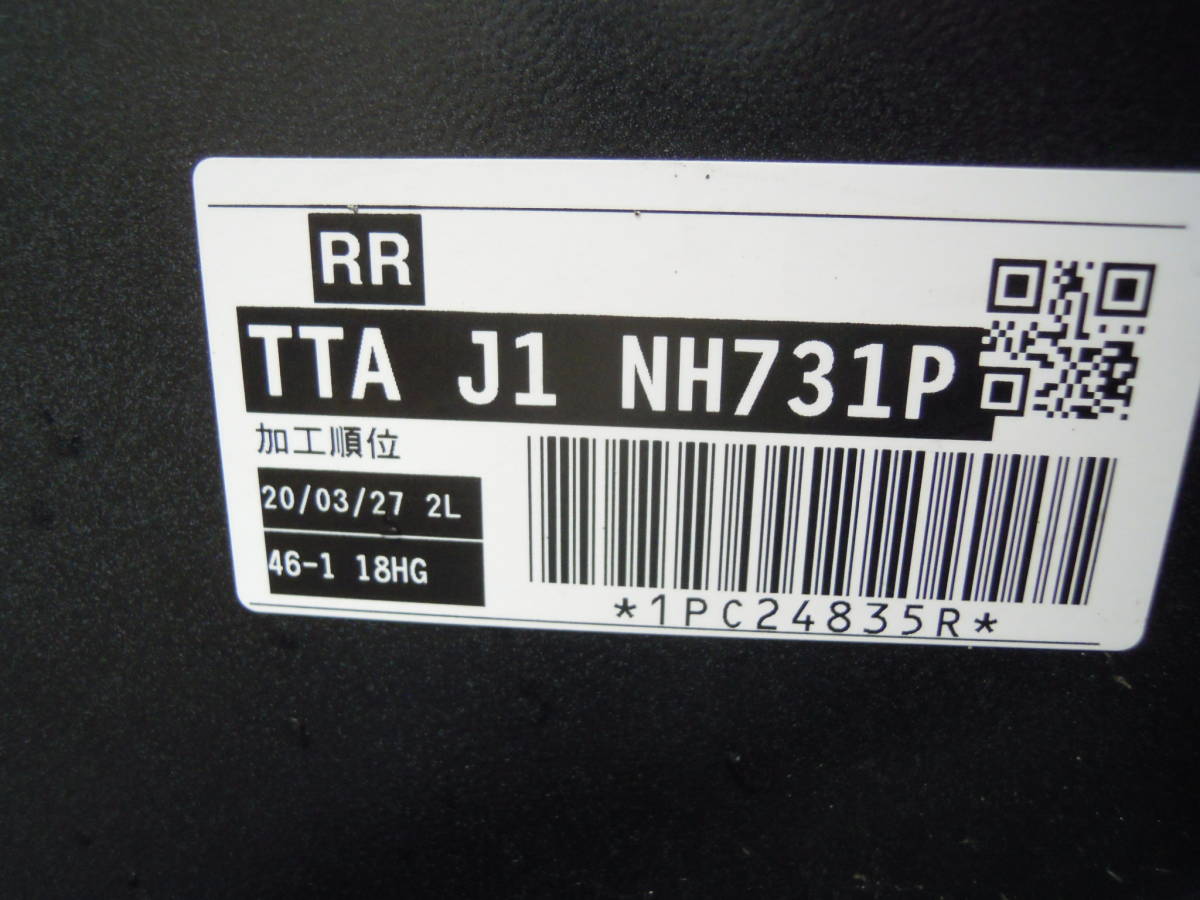 RR
TTA J1 NH731P
加工順位
20/03/27 2L
46-1 18HG
*1PC24835R*